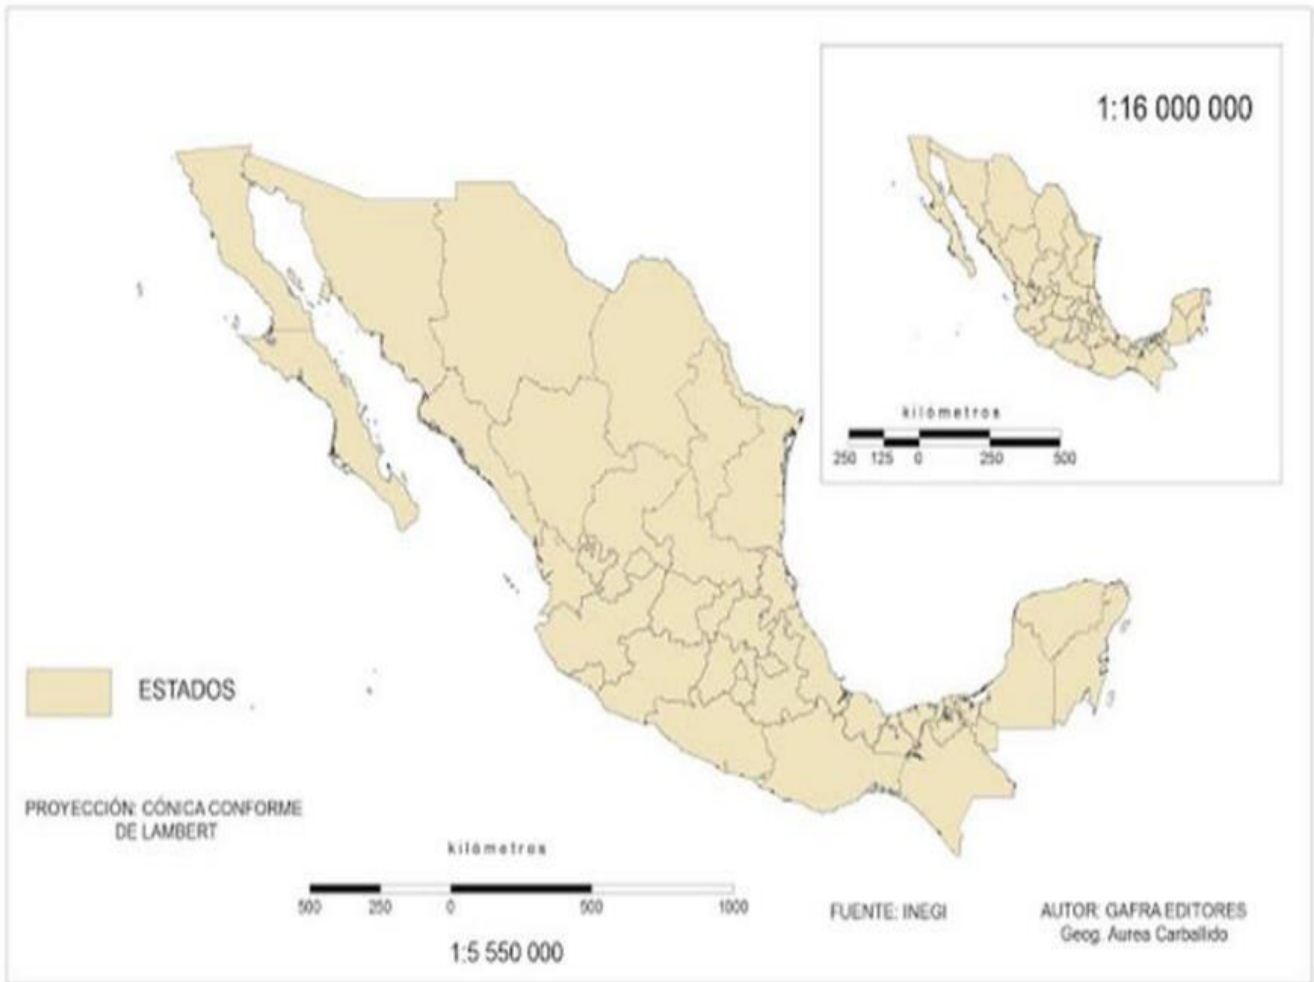 1:16 000 000
kilómetros
250 125 0 250 500
ESTADOS
PROYECCIÓN: CÓNICA CONFORME
DE LAMBERT
kilámetros
500 250 0 500 1000
1:5 550 000
FUENTE: INEGI
AUTOR: GAFRA EDITORES
Geog. Aurea Carballido